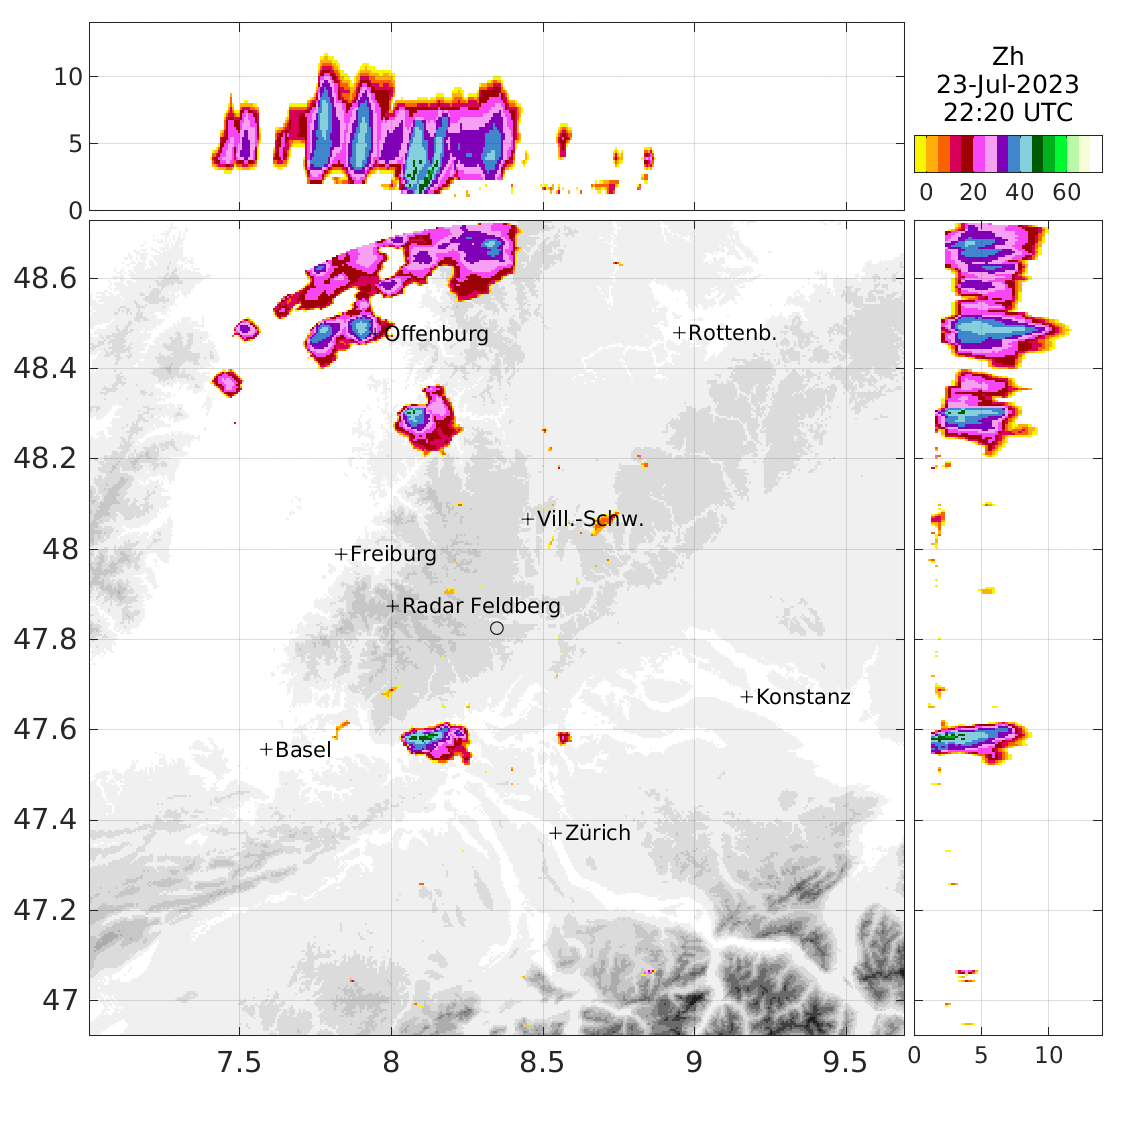 Zh
23-Jul-2023
22:20 UTC
0 20 40 60
10
5
0
48.6
48.4
48.2
48
47.8
47.6
47.4
47.2
47
Offenburg
Rottenb.
Vill.-Schw.
Freiburg
Radar Feldberg
Konstanz
Basel
Zürich
7.5 8 8.5 9 9.5
0 5 10